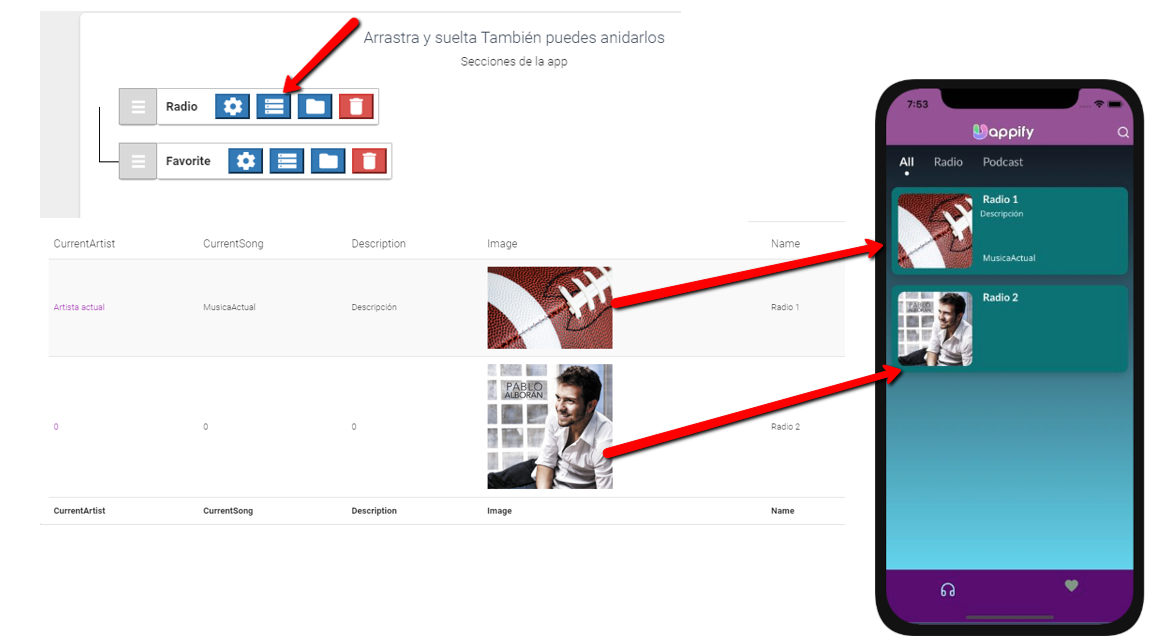 Arrastra y suelta También puedes anidarlos
Secciones de la app
Radio
Favorite
CurrentArtist CurrentSong Description Image Name
Artista actual MusicaActual Descripción Radio 1
PABLO
ALBORÁN
0 0 0 Radio 2
CurrentArtist CurrentSong Description Image Name
7:53
appify
All Radio Podcast
Radio 1
Descripción
MusicaActual
Radio 2
PABLO
ALBORÁN